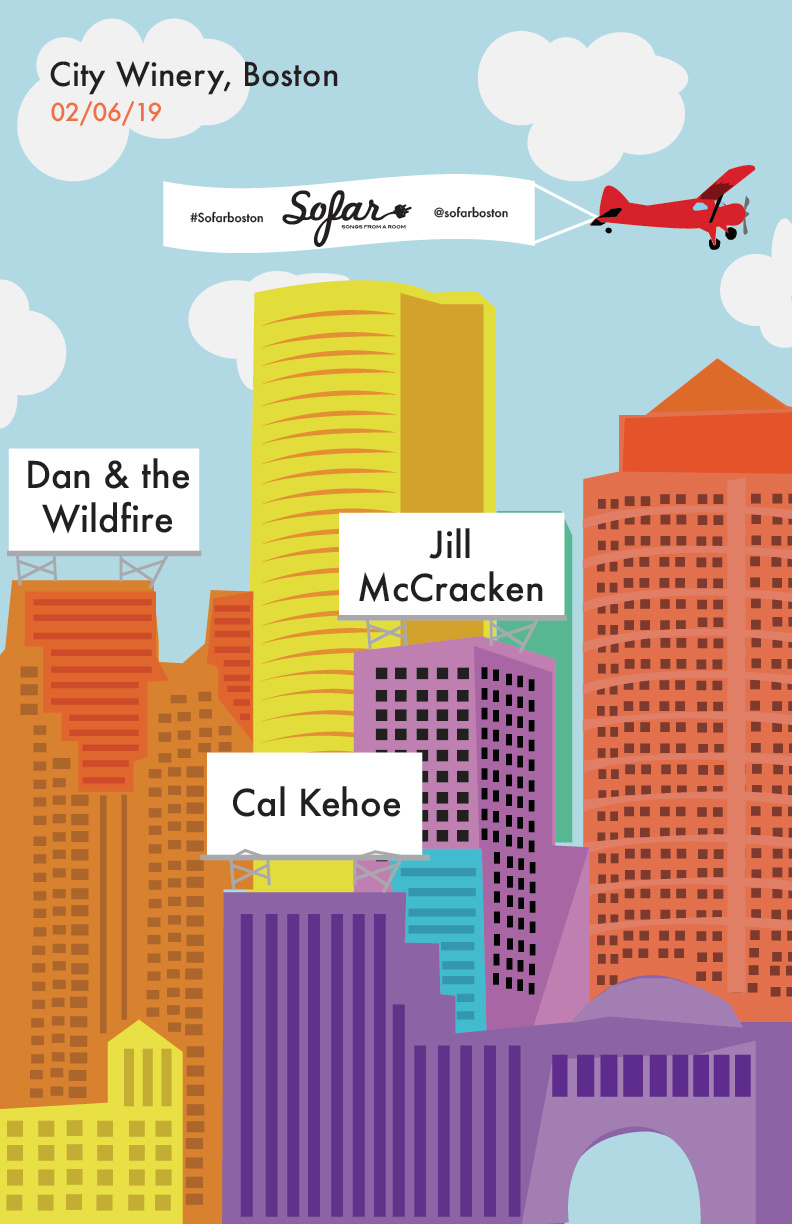 City Winery, Boston
02/06/19
#Sofarboston
Sofar
SONGS FROM A ROOM
@sofarboston
Dan & the
Wildfire
Jill
McCracken
Cal Kehoe